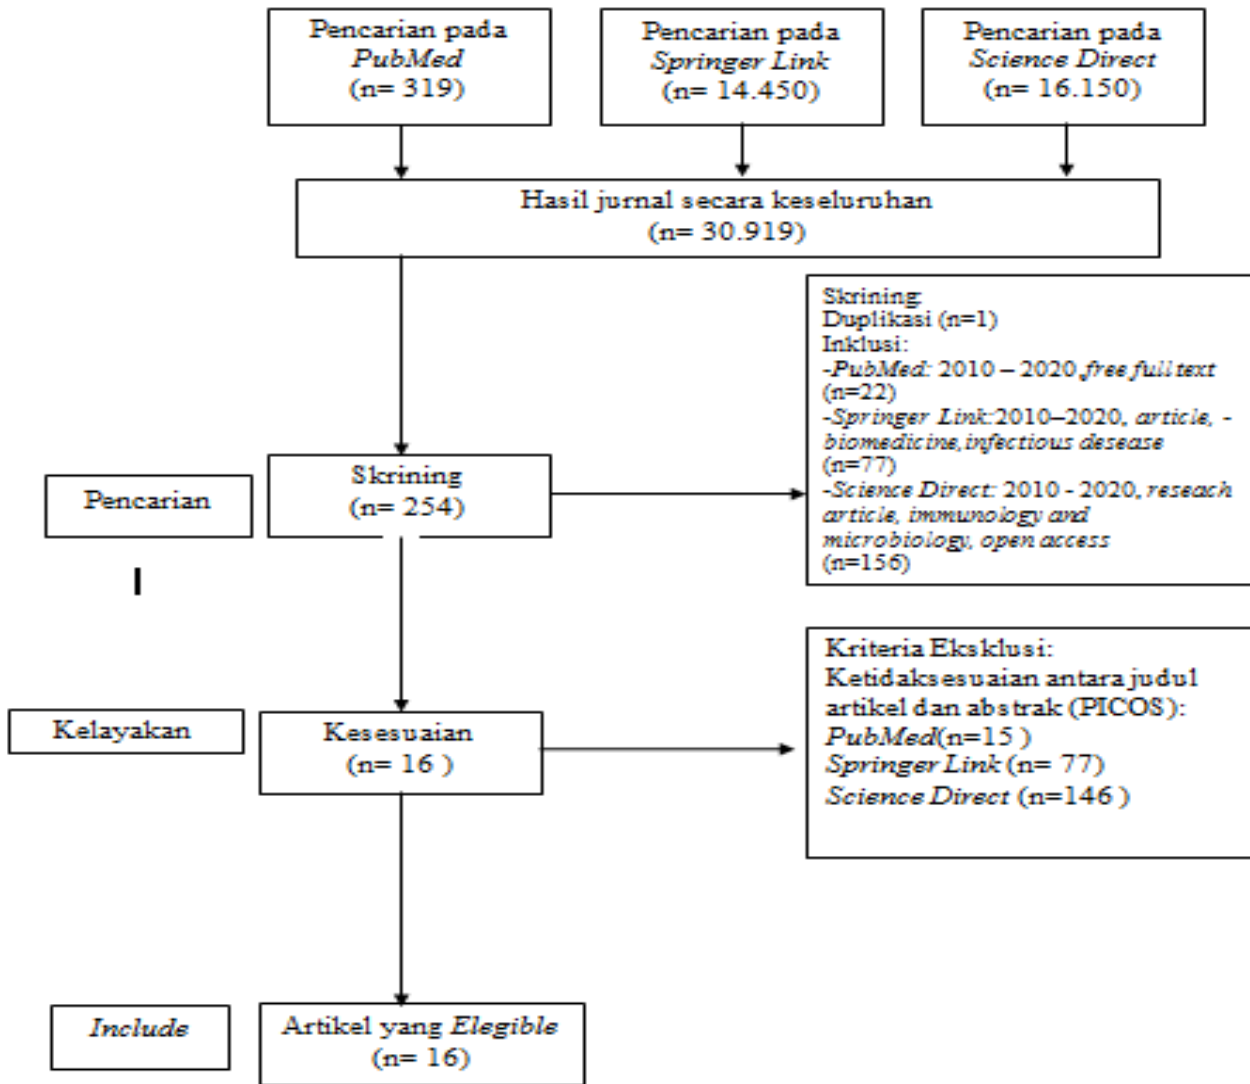 Pencarian pada
PubMed
(n= 319)
Pencarian pada
Springer Link
(n= 14.450)
Pencarian pada
Science Direct
(n= 16.150)
Hasil jurnal secara keseluruhan
(n= 30.919)
Skrining:
Duplikasi (n=1)
Inklusi:
-PubMed: 2010 – 2020,free full text
(n=22)
-Springer Link:2010–2020, article, -
biomedicine,infectious desease
(n=77)
-Science Direct: 2010 - 2020, reseach
article, immunology and
microbiology, open access
(n=156)
Pencarian
Skrining
(n= 254)
Kriteria Eksklusi:
Ketidaksesuaian antara judul
artikel dan abstrak (PICOS):
PubMed(n=15 )
Springer Link (n= 77)
Science Direct (n=146 )
Kelayakan
Kesesuaian
(n= 16 )
Include
Artikel yang Elegible
(n= 16)